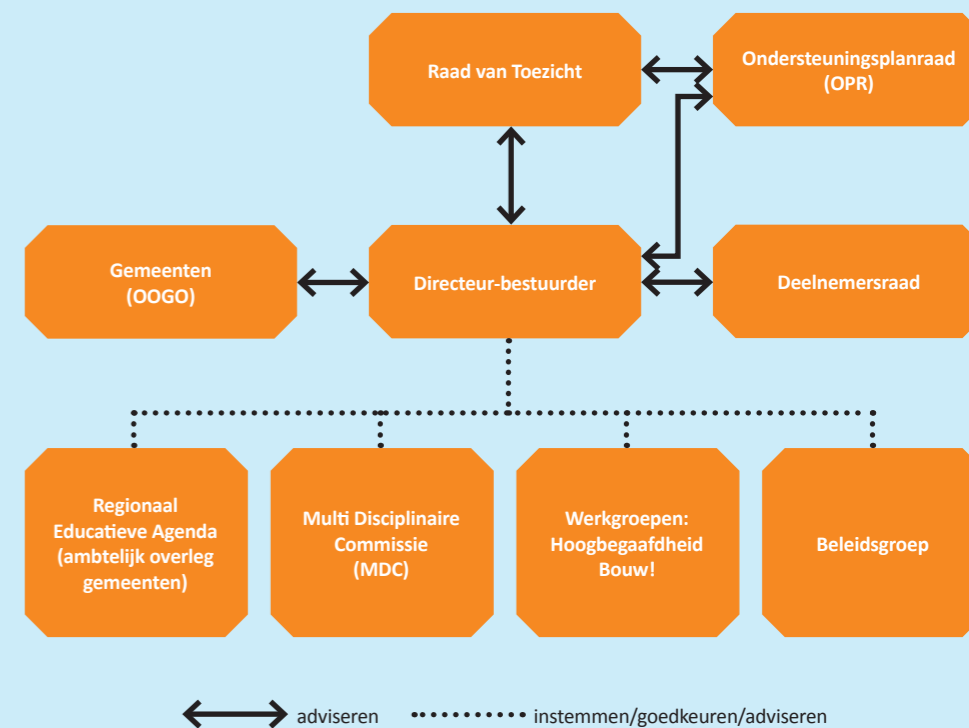 Raad van Toezicht
Ondersteuningsplanraad
(OPR)
Gemeenten
(OOGO)
Directeur-bestuurder
Deelnemersraad
Regionaal
Educatieve Agenda
(ambtelijk overleg
gemeenten)
Multi Disciplinaire
Commissie
(MDC)
Werkgroepen:
Hoogbegaafdheid
Bouw!
Beleidsgroep
adviseren
instemmen/goedkeuren/adviseren